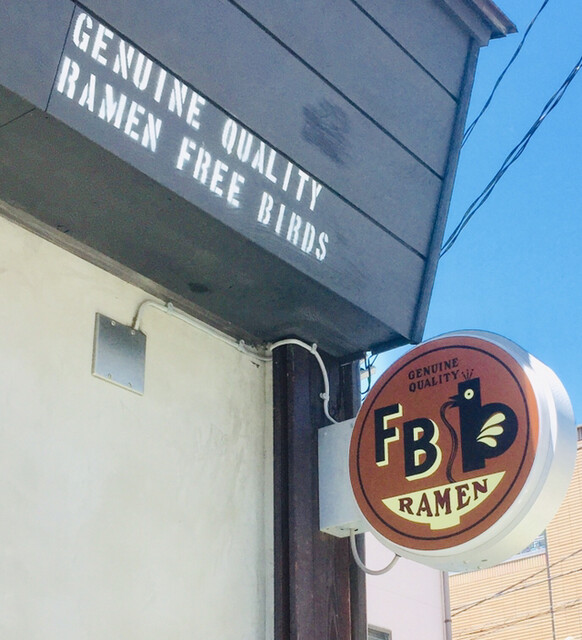 GENUINE QUALITY
RAMEN FREE BIRDS
GENUINE
QUALITY
FB
RAMEN